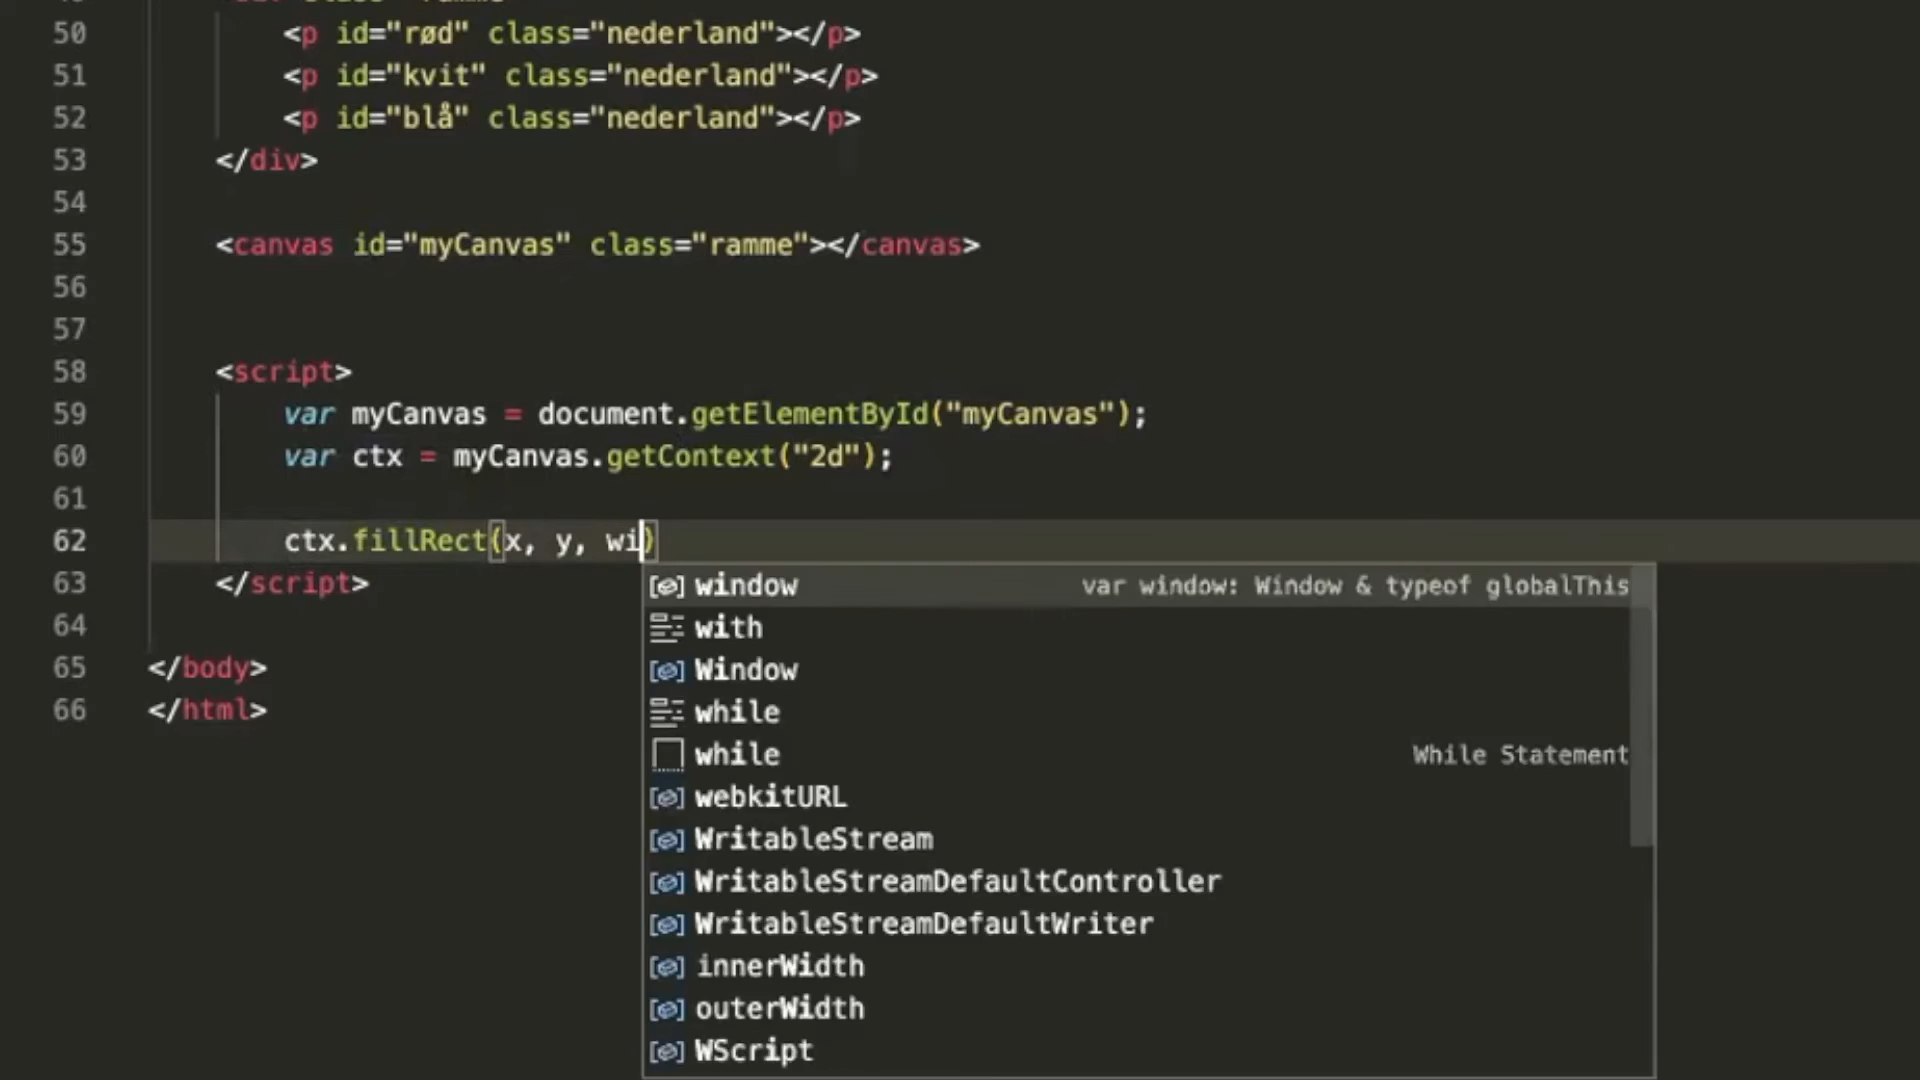 50 <p id="rød" class="nederland"></p>
51 <p id="kvit" class="nederland"></p>
52 <p id="blå" class="nederland"></p>
53 </div>
54
55 <canvas id="myCanvas" class="ramme"></canvas>
56
57
58 <script>
59 var myCanvas = document.getElementById("myCanvas");
60 var ctx = myCanvas.getContext("2d");
61
62 ctx.fillRect(x, y, wi)
63 </script>
64
65 </body>
66 </html>
window var window: Window & typeof globalThis
with
Window
while
while While Statement
webkitURL
WritableStream
WritableStreamDefaultController
WritableStreamDefaultWriter
innerWidth
outerWidth
WScript